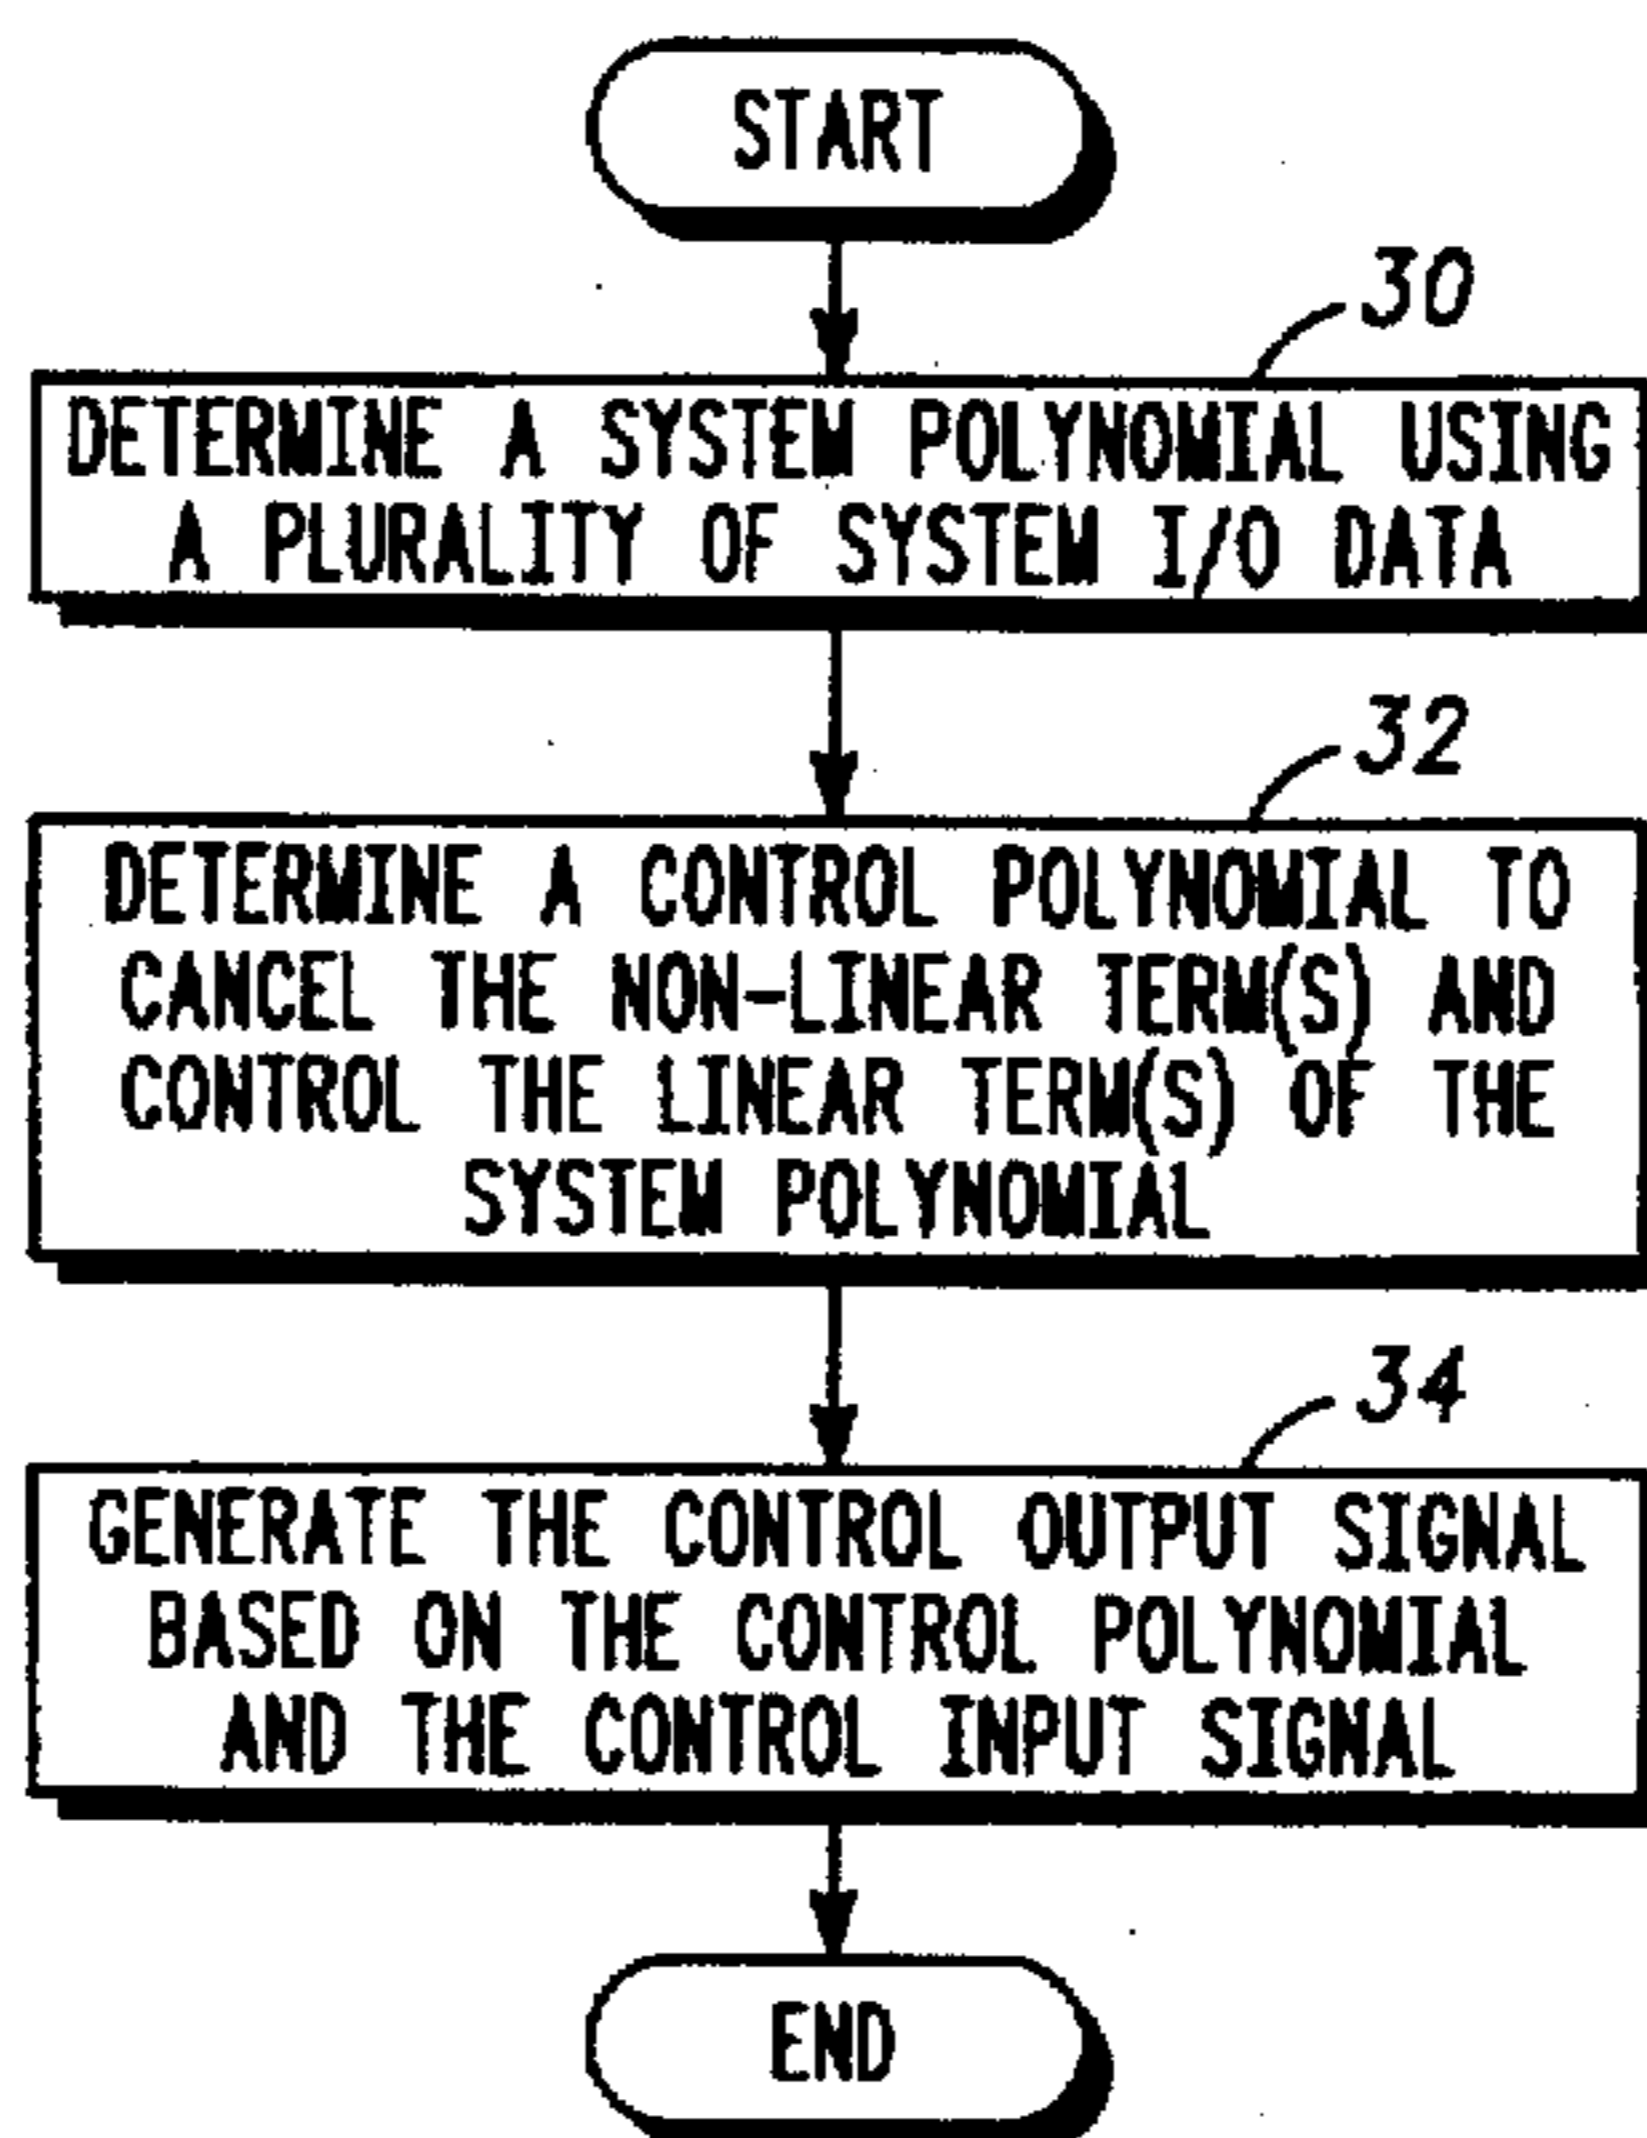 START
30
DETERMINE A SYSTEM POLYNOMIAL USING
A PLURALITY OF SYSTEM I/O DATA
32
DETERMINE A CONTROL POLYNOMIAL TO
CANCEL THE NON-LINEAR TERM(S) AND
CONTROL THE LINEAR TERM(S) OF THE
SYSTEM POLYNOMIAL
34
GENERATE THE CONTROL OUTPUT SIGNAL
BASED ON THE CONTROL POLYNOMIAL
AND THE CONTROL INPUT SIGNAL
END